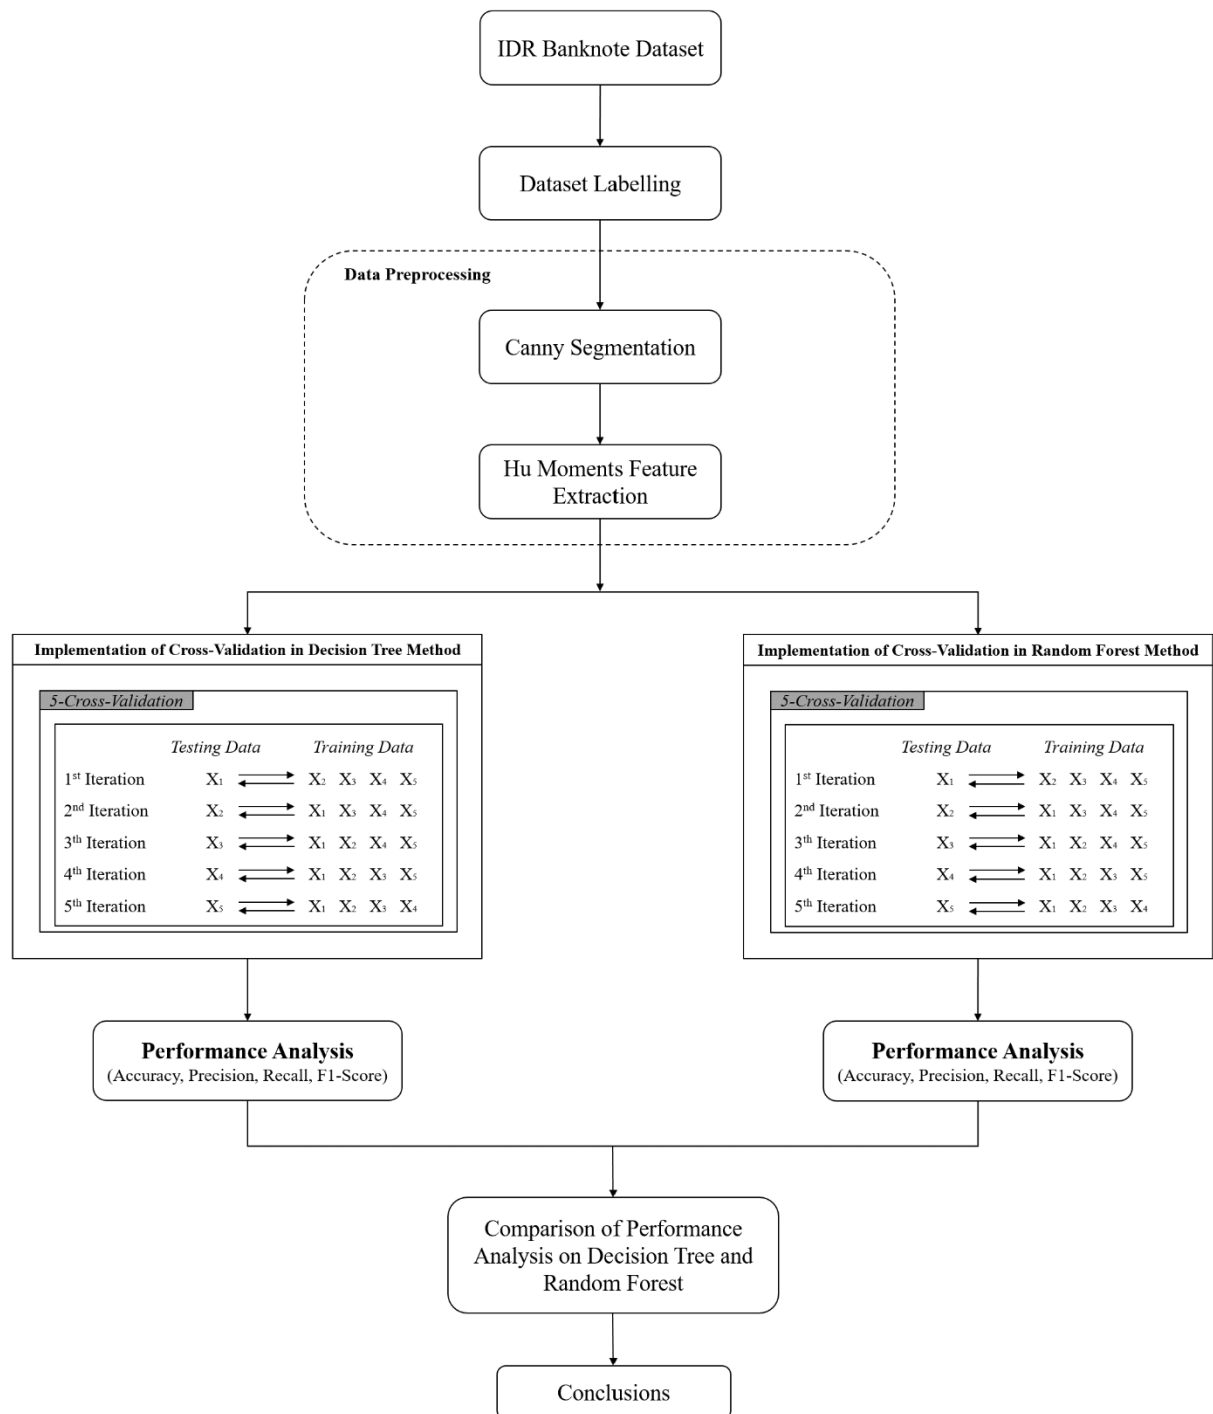 IDR Banknote Dataset
Dataset Labelling
Data Preprocessing
Canny Segmentation
Hu Moments Feature
Extraction
Implementation of Cross-Validation in Decision Tree Method
5-Cross-Validation
Testing Data Training Data
1st Iteration X1 X2 X3 X4 X5
2nd Iteration X2 X1 X3 X4 X5
3th Iteration X3 X1 X2 X4 X5
4th Iteration X4 X1 X2 X3 X5
5th Iteration X5 X1 X2 X3 X4
Implementation of Cross-Validation in Random Forest Method
5-Cross-Validation
Testing Data Training Data
1st Iteration X1 X2 X3 X4 X5
2nd Iteration X2 X1 X3 X4 X5
3th Iteration X3 X1 X2 X4 X5
4th Iteration X4 X1 X2 X3 X5
5th Iteration X5 X1 X2 X3 X4
Performance Analysis
(Accuracy, Precision, Recall, F1-Score)
Performance Analysis
(Accuracy, Precision, Recall, F1-Score)
Comparison of Performance
Analysis on Decision Tree and
Random Forest
Conclusions